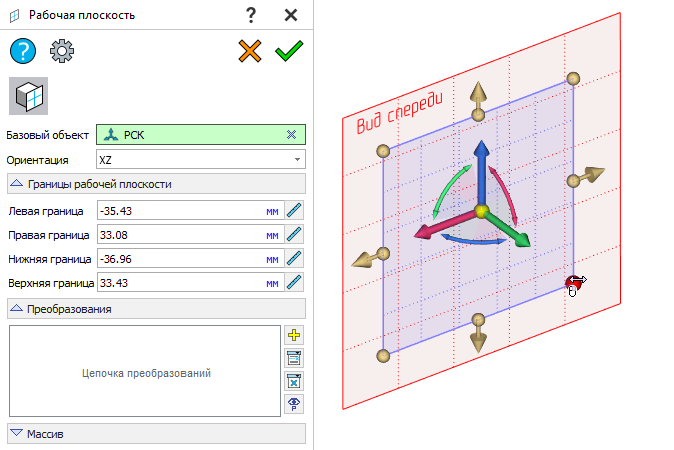 Рабочая плоскость
?
?
Базовый объект РСК
Ориентация XZ
Границы рабочей плоскости
Левая граница -35.43 мм
Правая граница 33.08 мм
Нижняя граница -36.96 мм
Верхняя граница 33.43 мм
Преобразования
Цепочка преобразований
P
Массив
Вид спереди